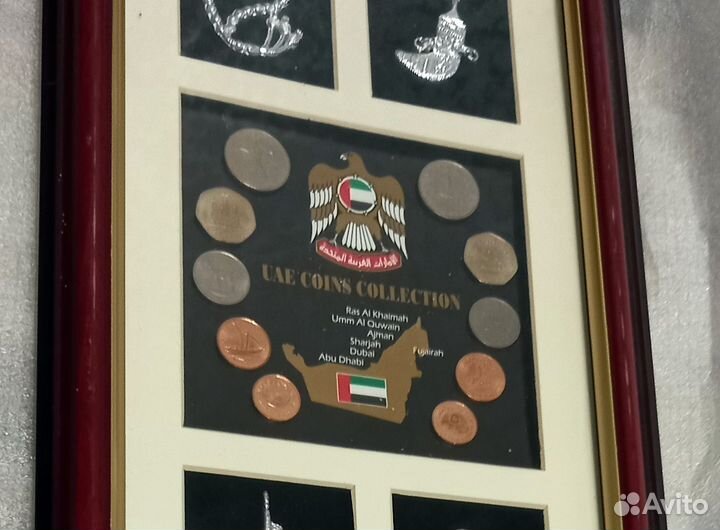 الإمارات العربية المتحدة
UAE COINS COLLECTION
Ras Al Khaimah
Umm Al Quwain
Ajman
Sharjah
Fujairah
Dubai
Abu Dhabi
Avito